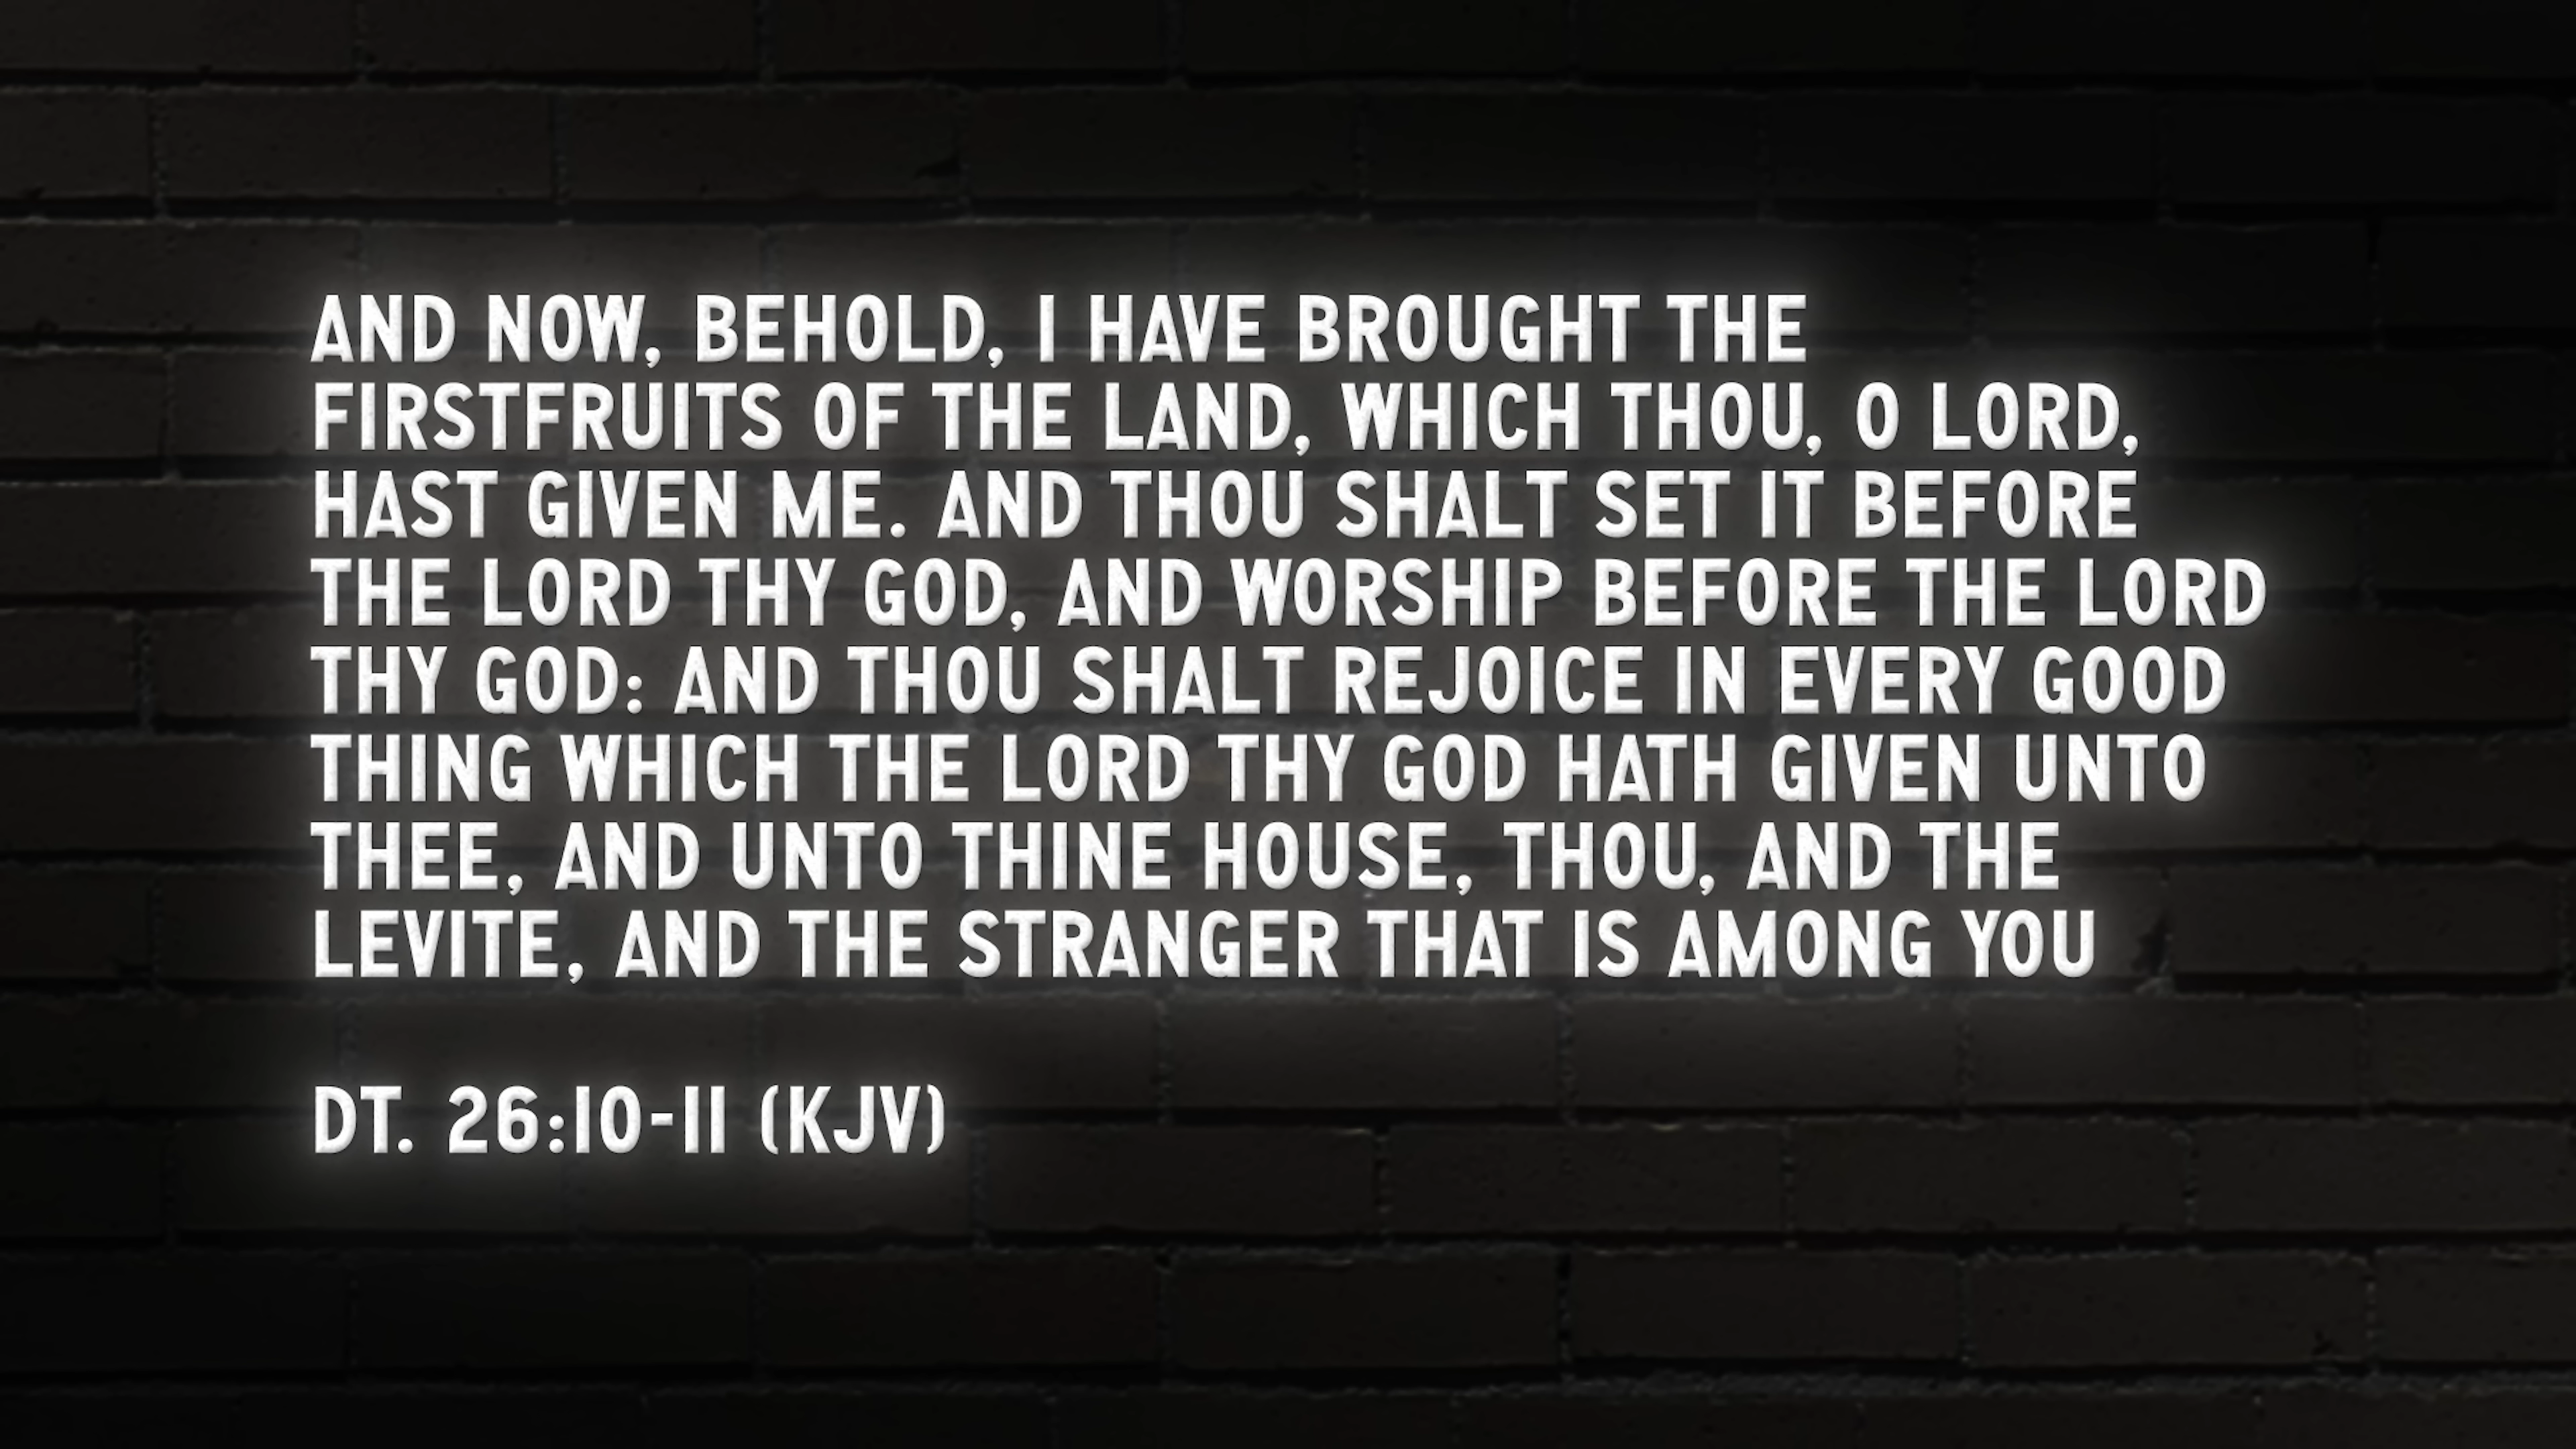 AND NOW, BEHOLD, I HAVE BROUGHT THE
FIRSTFRUITS OF THE LAND, WHICH THOU, O LORD,
HAST GIVEN ME. AND THOU SHALT SET IT BEFORE
THE LORD THY GOD, AND WORSHIP BEFORE THE LORD
THY GOD: AND THOU SHALT REJOICE IN EVERY GOOD
THING WHICH THE LORD THY GOD HATH GIVEN UNTO
THEE, AND UNTO THINE HOUSE, THOU, AND THE
LEVITE, AND THE STRANGER THAT IS AMONG YOU
DT. 26:10-11 (KJV)